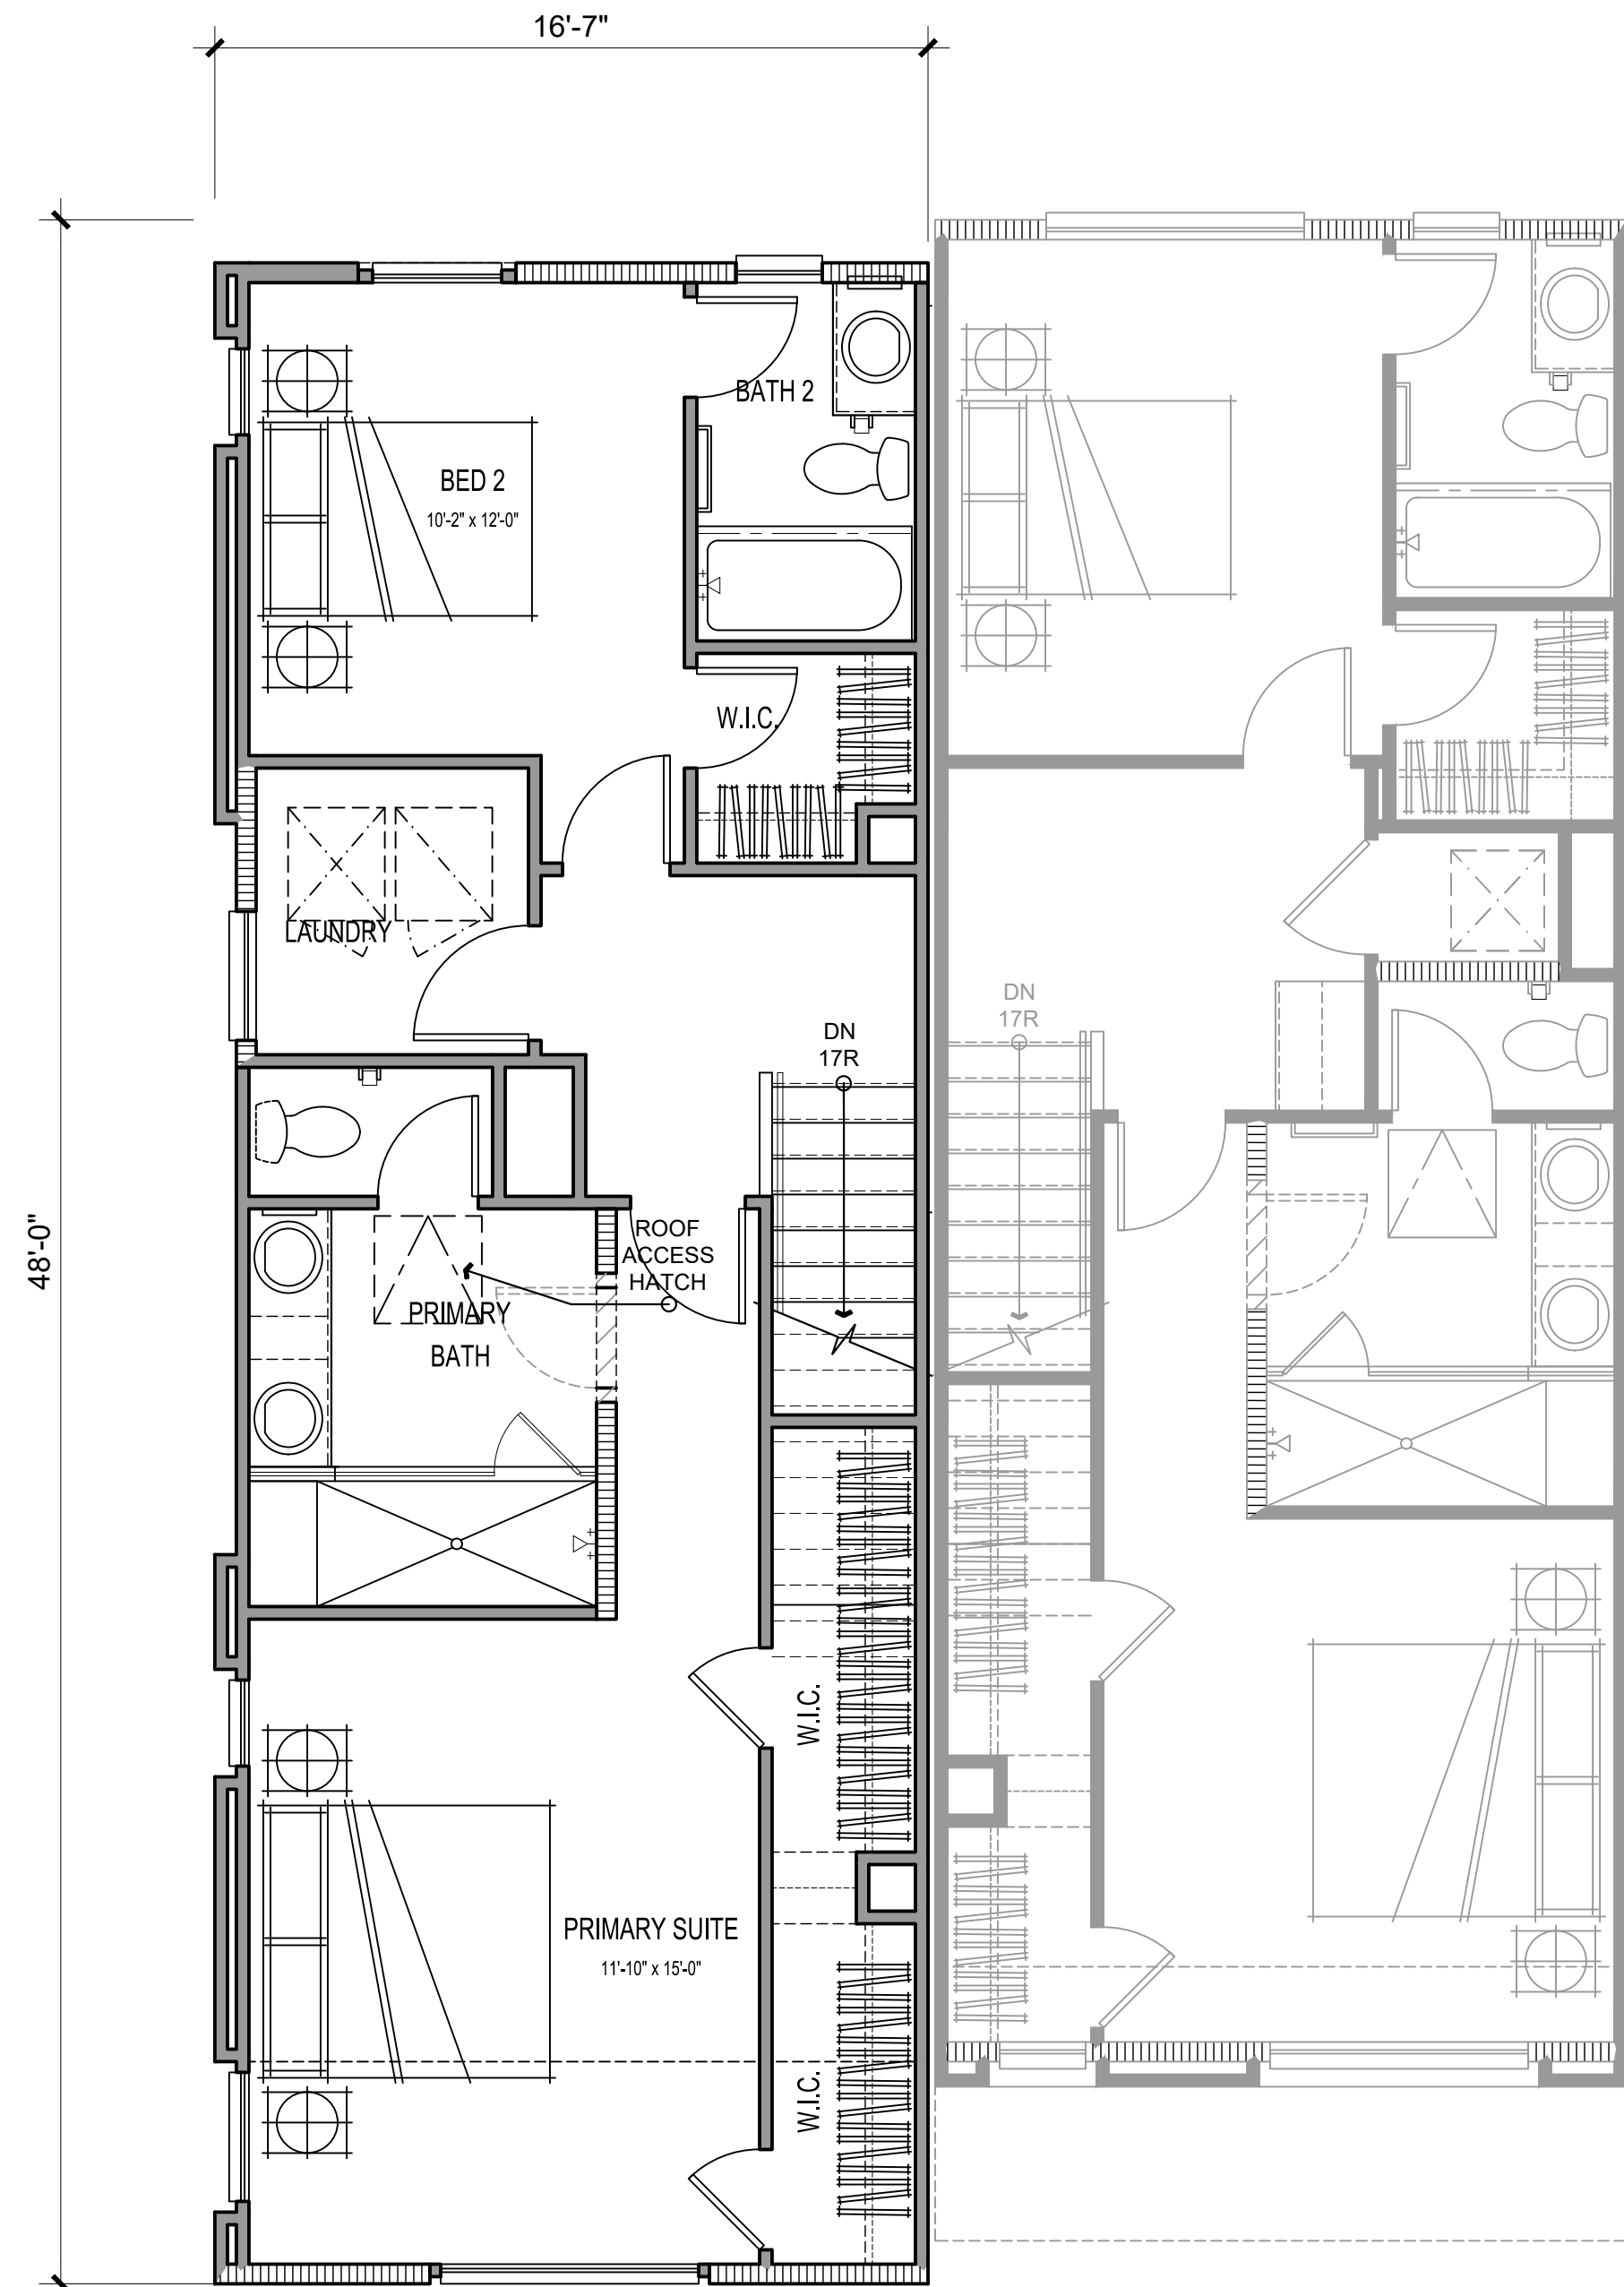 16'-7"
BATH 2
BED 2
10'-2" x 12'-0"
W.I.C.
LAUNDRY
DN
17R
DN
17R
48'-0"
ROOF
ACCESS
HATCH
PRIMARY
BATH
W.I.C.
PRIMARY SUITE
11'-10" x 15'-0"
W.I.C.